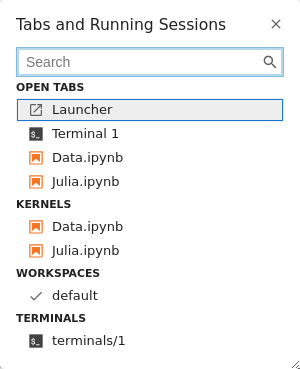 Tabs and Running Sessions
Search
OPEN TABS
Launcher
Terminal 1
Data.ipynb
Julia.ipynb
KERNELS
Data.ipynb
Julia.ipynb
WORKSPACES
default
TERMINALS
terminals/1